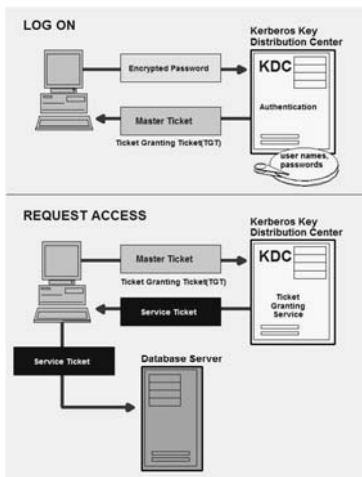 LOG ON
Kerberos Key
Distribution Center
Encrypted Password
KDC
Authentication
Master Ticket
Ticket Granting Ticket(TGT)
user names,
passwords
REQUEST ACCESS
Kerberos Key
Distribution Center
Master Ticket
KDC
Ticket Granting Ticket(TGT)
Service Ticket
Ticket
Granting
Service
Service Ticket
Database Server